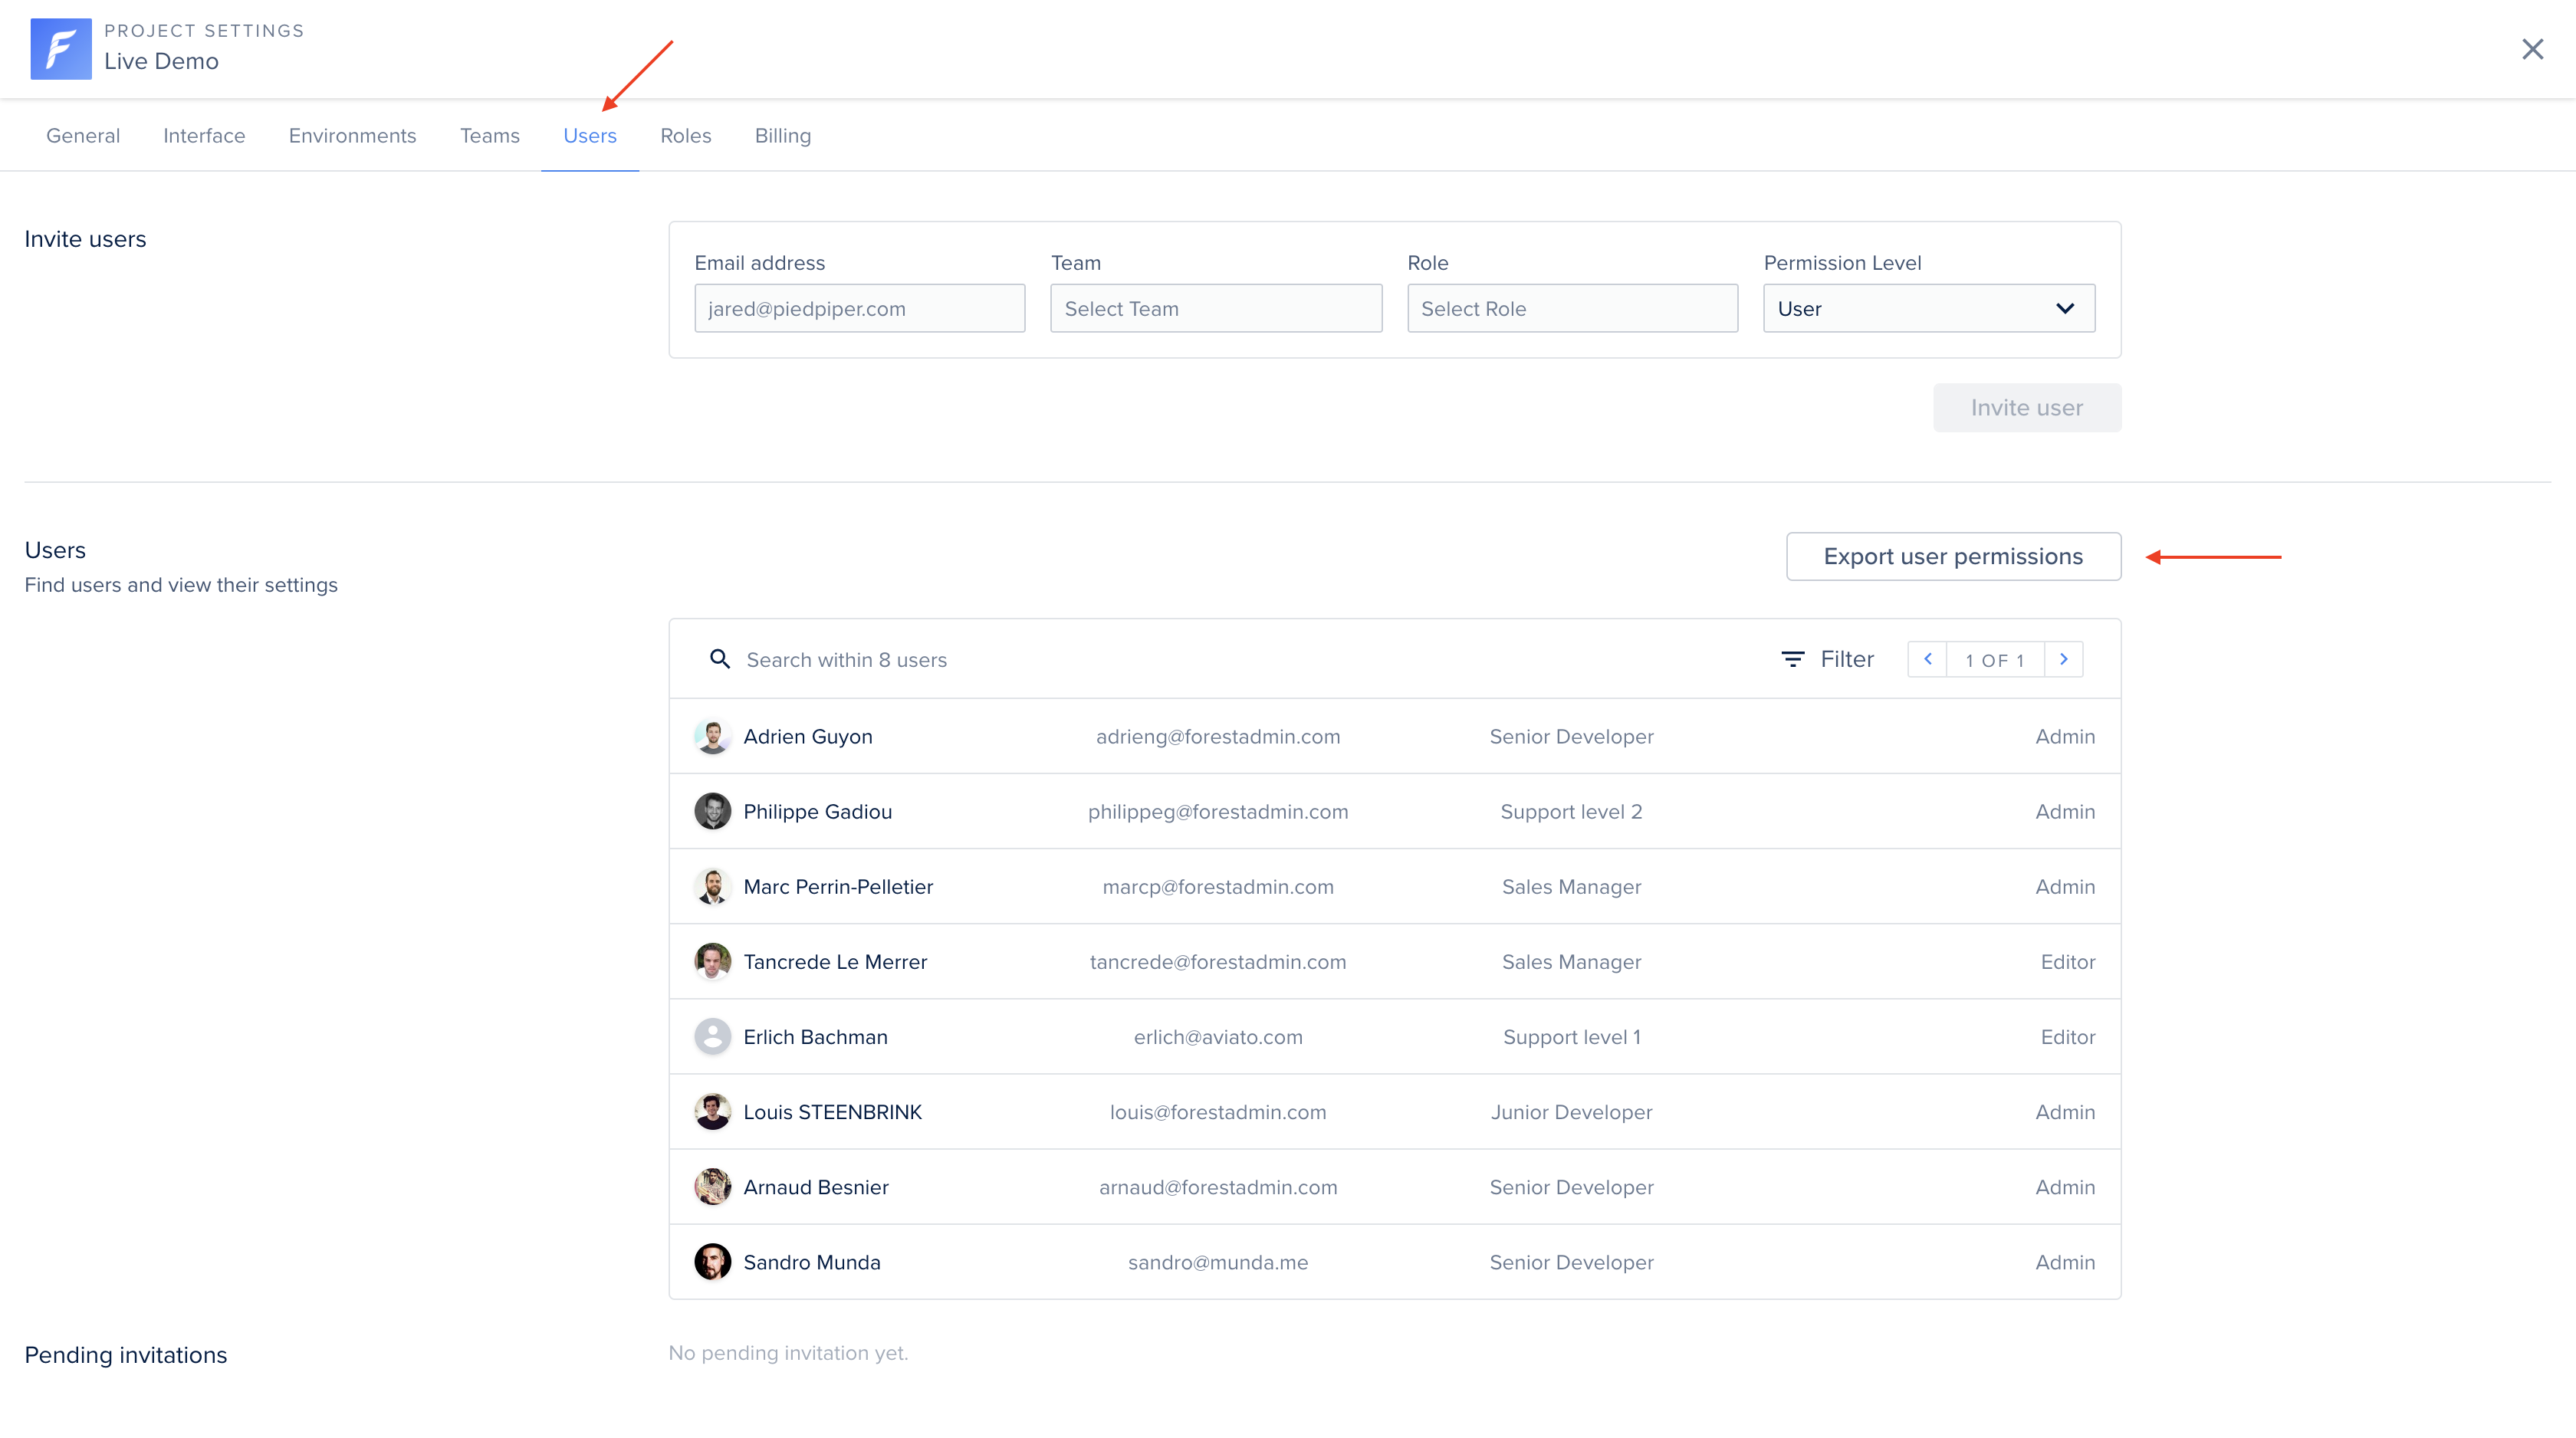 PROJECT SETTINGS
Live Demo
General Interface Environments Teams Users Roles Billing
Invite users
Email address Team Role Permission Level
jared@piedpiper.com Select Team Select Role User
Invite user
Users
Export user permissions
Find users and view their settings
Search within 8 users Filter 1 OF 1
Adrien Guyon adrieng@forestadmin.com Senior Developer Admin
Philippe Gadiou philippeg@forestadmin.com Support level 2 Admin
Marc Perrin-Pelletier marcp@forestadmin.com Sales Manager Admin
Tancrede Le Merrer tancrede@forestadmin.com Sales Manager Editor
Erlich Bachman erlich@aviato.com Support level 1 Editor
Louis STEENBRINK louis@forestadmin.com Junior Developer Admin
Arnaud Besnier arnaud@forestadmin.com Senior Developer Admin
Sandro Munda sandro@munda.me Senior Developer Admin
Pending invitations No pending invitation yet.